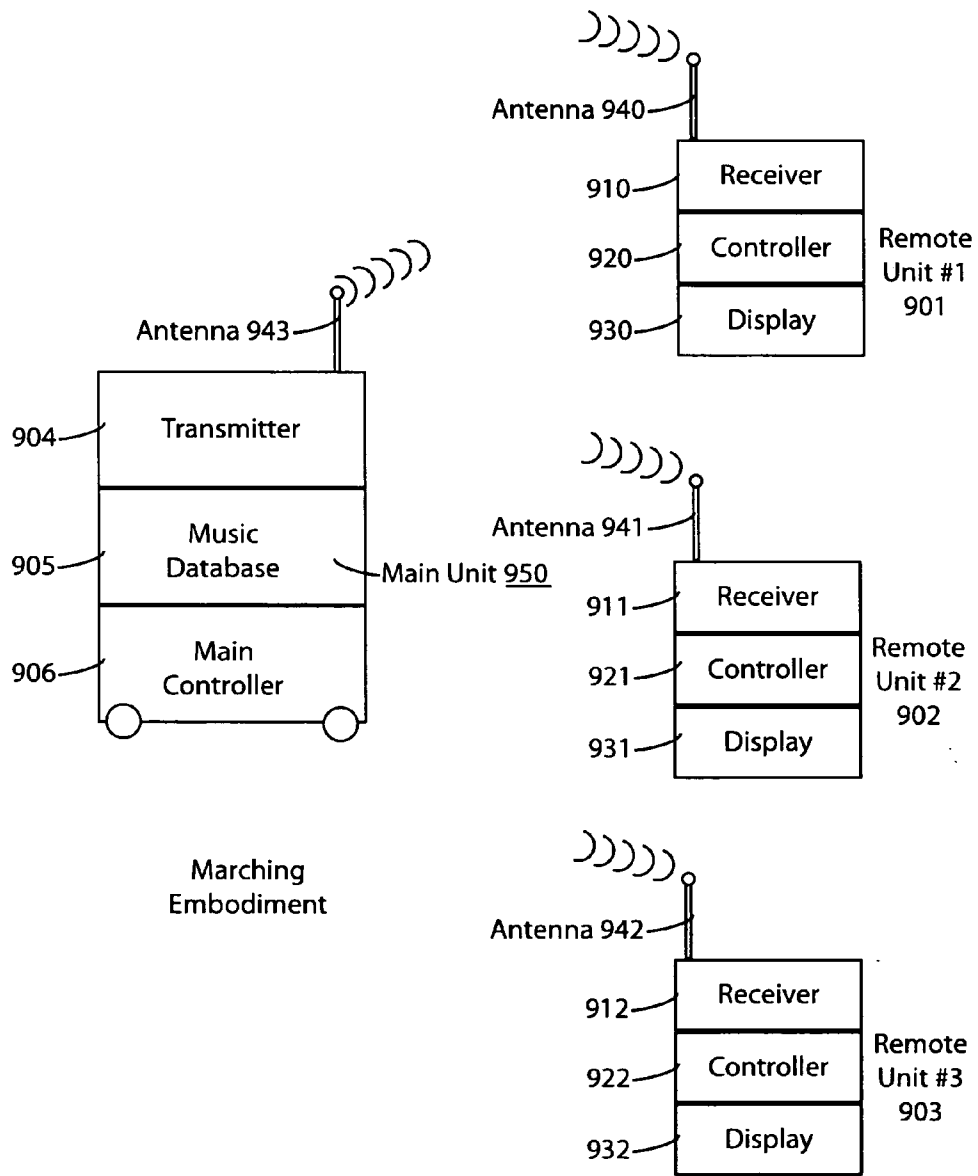 Antenna 943
904
Transmitter
905
Music
Database
Main Unit 950
906
Main
Controller
Marching
Embodiment
Antenna 940
910
Receiver
920
Controller
930
Display
Remote
Unit #1
901
Antenna 941
911
Receiver
921
Controller
931
Display
Remote
Unit #2
902
Antenna 942
912
Receiver
922
Controller
932
Display
Remote
Unit #3
903